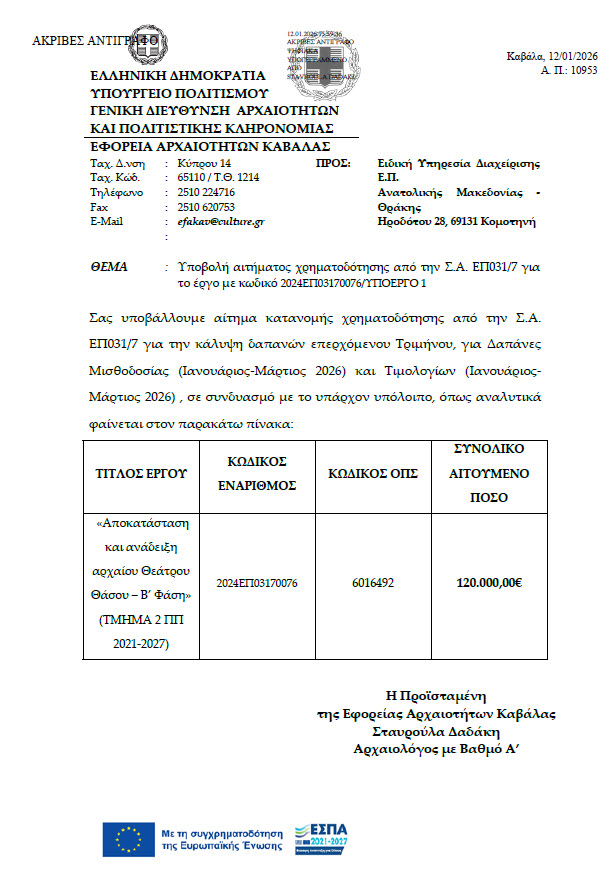 ΑΚΡΙΒΕΣ ΑΝΤΙΓΡΑΦΟ
12.01.2026 15:59:36
ΑΚΡΙΒΕΣ ΑΝΤΙΓΡΑΦΟ
ΨΗΦΙΑΚΑ
ΥΠΟΓΕΓΡΑΜΜΕΝΟ
ΑΠΟ
STAVROULA DADAKI
Καβάλα, 12/01/2026
Α. Π.: 10953
ΕΛΛΗΝΙΚΗ ΔΗΜΟΚΡΑΤΙΑ
ΥΠΟΥΡΓΕΙΟ ΠΟΛΙΤΙΣΜΟΥ
ΓΕΝΙΚΗ ΔΙΕΥΘΥΝΣΗ ΑΡΧΑΙΟΤΗΤΩΝ
ΚΑΙ ΠΟΛΙΤΙΣΤΙΚΗΣ ΚΛΗΡΟΝΟΜΙΑΣ
ΕΦΟΡΕΙΑ ΑΡΧΑΙΟΤΗΤΩΝ ΚΑΒΑΛΑΣ
Ταχ. Δ.νση : Κύπρου 14
Ταχ. Κώδ. : 65110 / Τ.Θ. 1214
Τηλέφωνο : 2510 224716
Fax : 2510 620753
E-Mail : efakav@culture.gr
:
ΠΡΟΣ: Ειδική Υπηρεσία Διαχείρισης
Ε.Π.
Ανατολικής Μακεδονίας -
Θράκης
Ηροδότου 28, 69131 Κομοτηνή
ΘΕΜΑ : Υποβολή αιτήματος χρηματοδότησης από την Σ.Α. ΕΠ031/7 για
το έργο με κωδικό 2024ΕΠ03170076/ΥΠΟΕΡΓΟ 1
Σας υποβάλλουμε αίτημα κατανομής χρηματοδότησης από την Σ.Α.
ΕΠ031/7 για την κάλυψη δαπανών επερχόμενου Τριμήνου, για Δαπάνες
Μισθοδοσίας (Ιανουάριος-Μάρτιος 2026) και Τιμολογίων (Ιανουάριος-
Μάρτιος 2026) , σε συνδυασμό με το υπάρχον υπόλοιπο, όπως αναλυτικά
φαίνεται στον παρακάτω πίνακα:
ΤΙΤΛΟΣ ΕΡΓΟΥ
ΚΩΔΙΚΟΣ
ΕΝΑΡΙΘΜΟΣ
ΚΩΔΙΚΟΣ ΟΠΣ
ΣΥΝΟΛΙΚΟ
ΑΙΤΟΥΜΕΝΟ
ΠΟΣΟ
«Αποκατάσταση
και ανάδειξη
αρχαίου Θεάτρου
Θάσου – Β’ Φάση»
(ΤΜΗΜΑ 2 ΠΠ
2021-2027)
2024ΕΠ03170076
6016492
120.000,00€
Η Προϊσταμένη
της Εφορείας Αρχαιοτήτων Καβάλας
Σταυρούλα Δαδάκη
Αρχαιολόγος με Βαθμό Α’
Με τη συγχρηματοδότηση
της Ευρωπαϊκής Ένωσης
ΕΣΠΑ
2021-2027